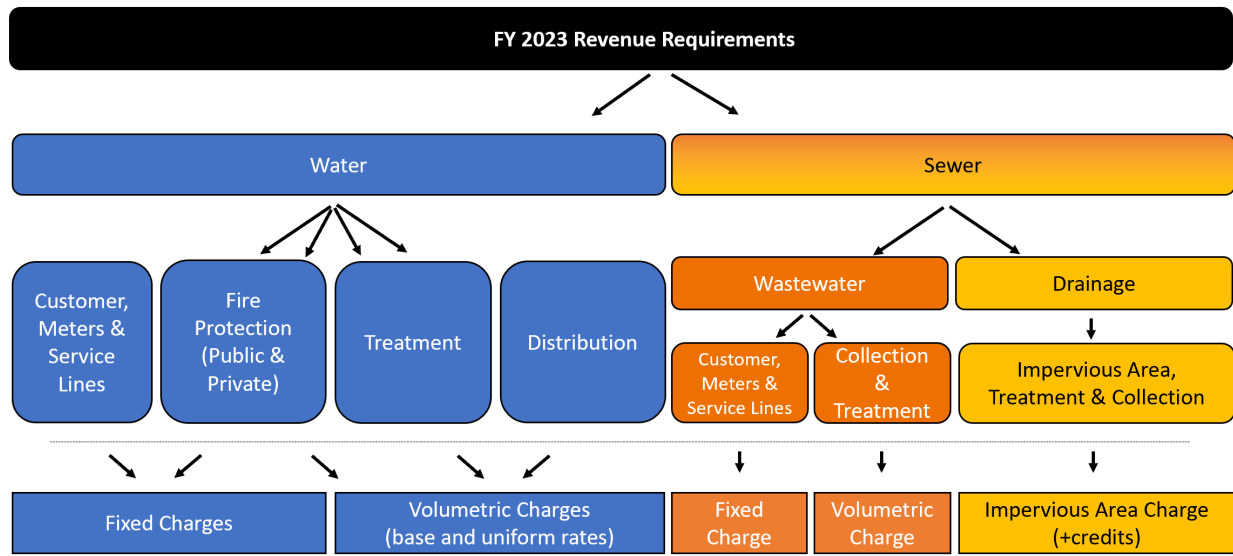 FY 2023 Revenue Requirements
Water
Sewer
Customer,
Meters &
Service
Lines
Fire
Protection
(Public &
Private)
Treatment
Distribution
Wastewater
Drainage
Customer,
Meters &
Service Lines
Collection
&
Treatment
Impervious Area,
Treatment & Collection
Fixed Charges
Volumetric Charges
(base and uniform rates)
Fixed
Charge
Volumetric
Charge
Impervious Area Charge
(+credits)